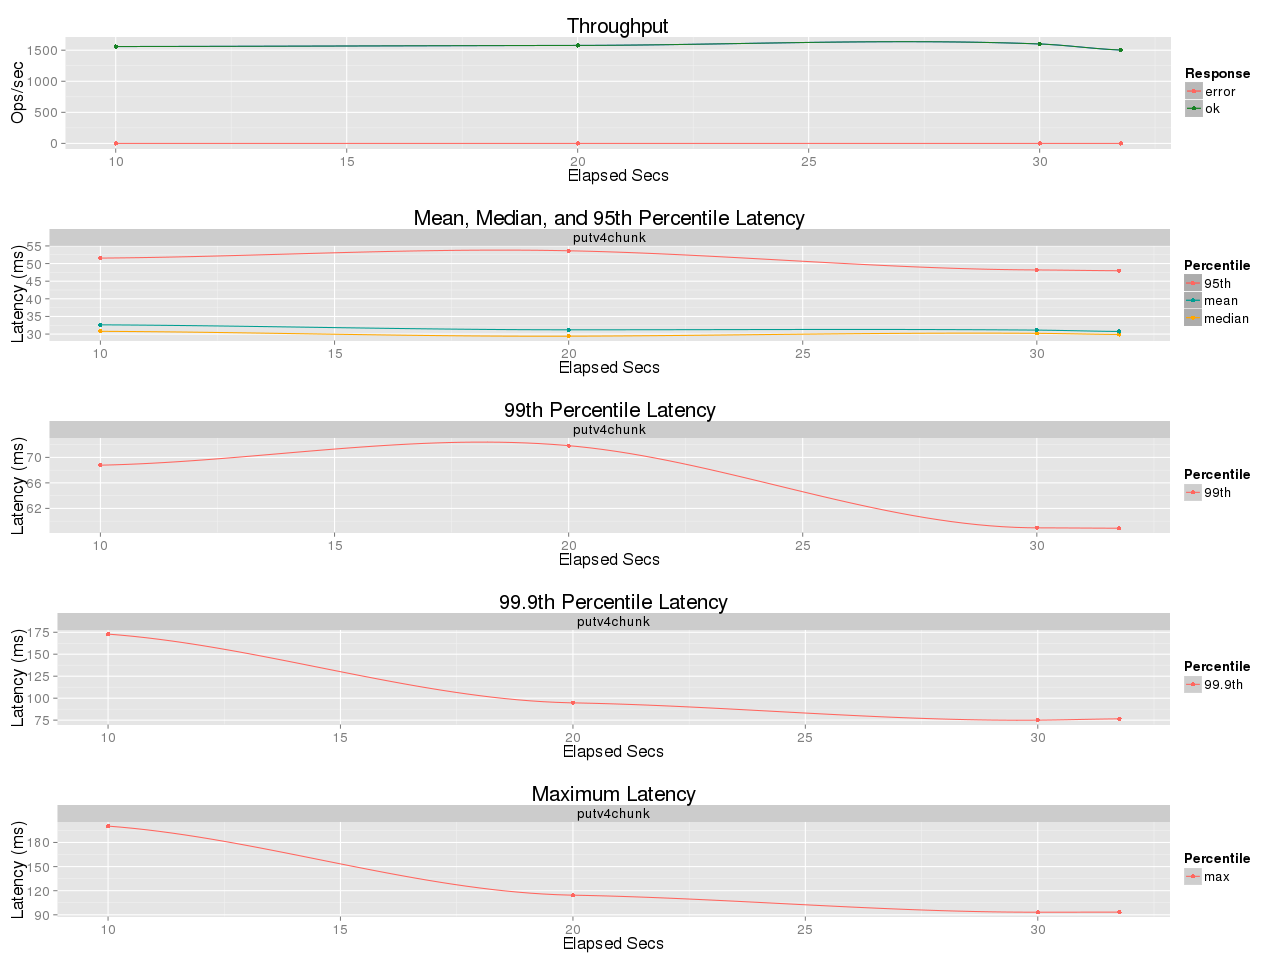 Throughput
Ops/sec
1500
1000
500
0
10 15 20 25 30
Elapsed Secs
Response
error
ok
Mean, Median, and 95th Percentile Latency
putv4chunk
Latency (ms)
55
50
45
40
35
30
10 15 20 25 30
Elapsed Secs
Percentile
95th
mean
median
99th Percentile Latency
putv4chunk
Latency (ms)
70
66
62
10 15 20 25 30
Elapsed Secs
Percentile
99th
99.9th Percentile Latency
putv4chunk
Latency (ms)
175
150
125
100
75
10 15 20 25 30
Elapsed Secs
Percentile
99.9th
Maximum Latency
putv4chunk
Latency (ms)
180
150
120
90
10 15 20 25 30
Elapsed Secs
Percentile
max